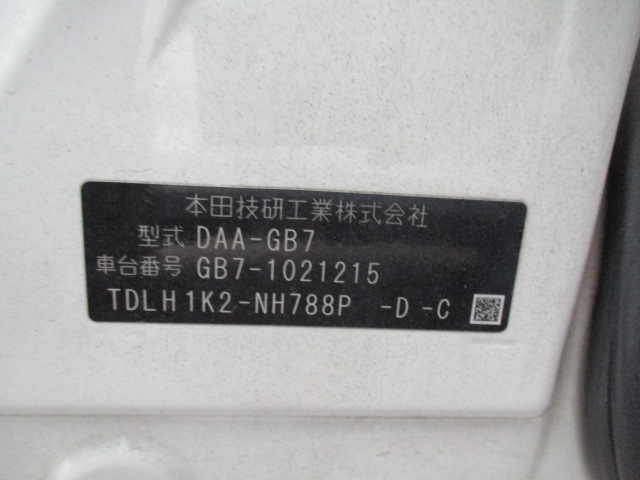 本田技研工業株式会社
型式 DAA-GB7
車台番号 GB7-1021215
TDLH1K2-NH788P -D -C